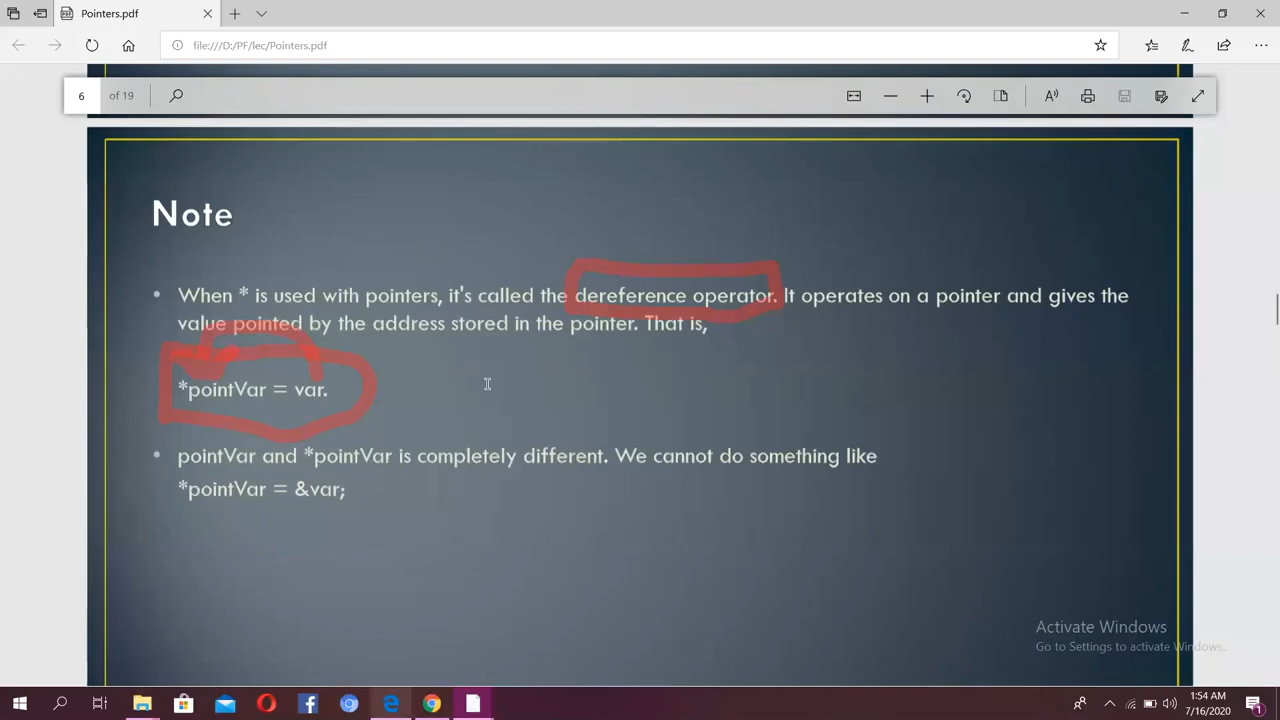 Pointers.pdf
file:///D:/PF/lec/Pointers.pdf
6 of 19
Note
• When * is used with pointers, it's called the dereference operator. It operates on a pointer and gives the
value pointed by the address stored in the pointer. That is,
*pointVar = var.
• pointVar and *pointVar is completely different. We cannot do something like
*pointVar = &var;
Activate Windows
Go to Settings to activate Windows.
1:54 AM
7/16/2020
1